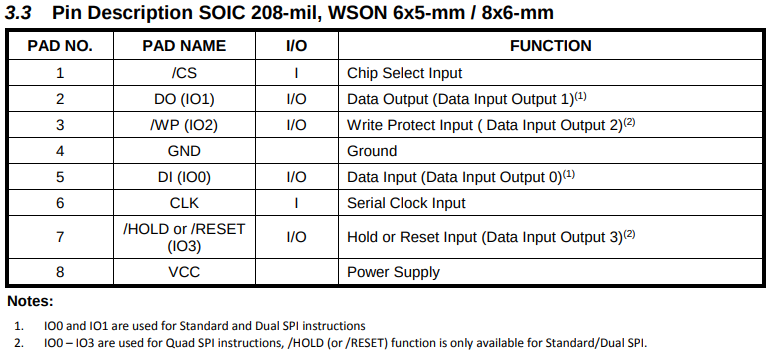 3.3 Pin Description SOIC 208-mil, WSON 6x5-mm / 8x6-mm
PAD NO. PAD NAME I/O FUNCTION
1 /CS I Chip Select Input
2 DO (IO1) I/O Data Output (Data Input Output 1)(1)
3 /WP (IO2) I/O Write Protect Input ( Data Input Output 2)(2)
4 GND Ground
5 DI (IO0) I/O Data Input (Data Input Output 0)(1)
6 CLK I Serial Clock Input
7 /HOLD or /RESET
(IO3) I/O Hold or Reset Input (Data Input Output 3)(2)
8 VCC Power Supply
Notes:
1. IO0 and IO1 are used for Standard and Dual SPI instructions
2. IO0 – IO3 are used for Quad SPI instructions, /HOLD (or /RESET) function is only available for Standard/Dual SPI.